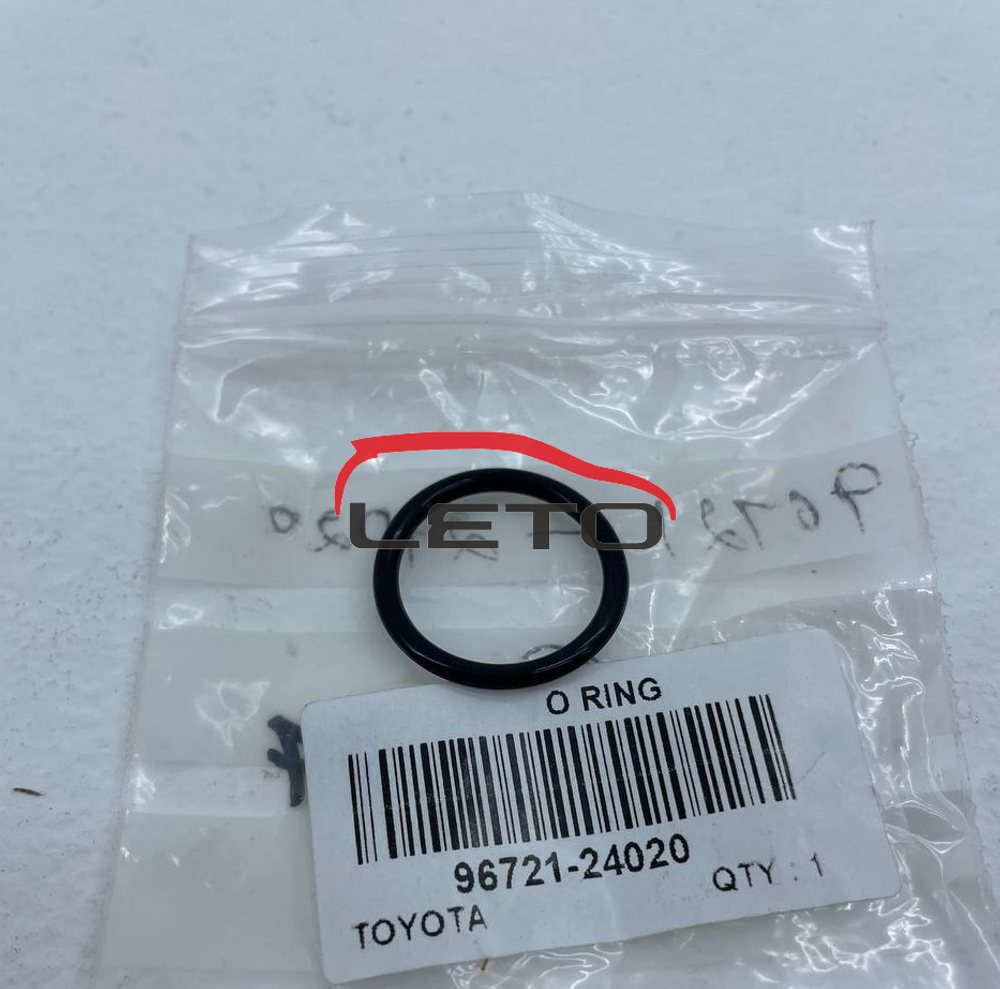 LETO
O RING
96721-24020
QTY : 1
TOYOTA